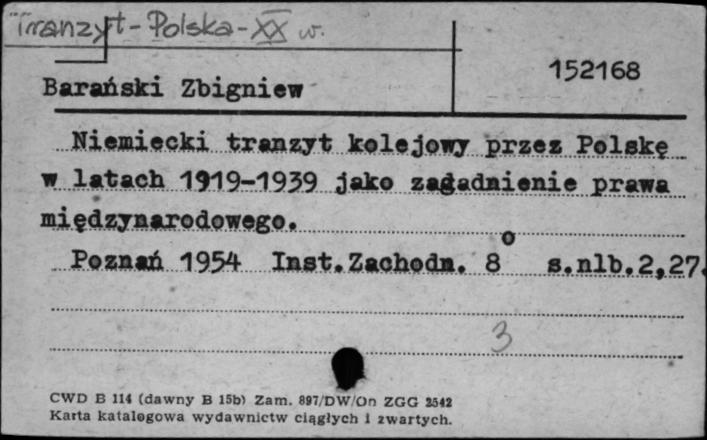 Tranzyt - Polska - XX w.
152168
Barański Zbigniew
Niemiecki tranzyt kolejowy przez Polskę
w latach 1919-1939 jako zagadnienie prawa
międzynarodowego.
Poznań 1954 Inst.Zachodn. 8° s.nlb.2,27.
3
CWD B 114 (dawny B 15b) Zam. 897/DW/On ZGG 2542
Karta katalogowa wydawnictw ciągłych i zwartych.